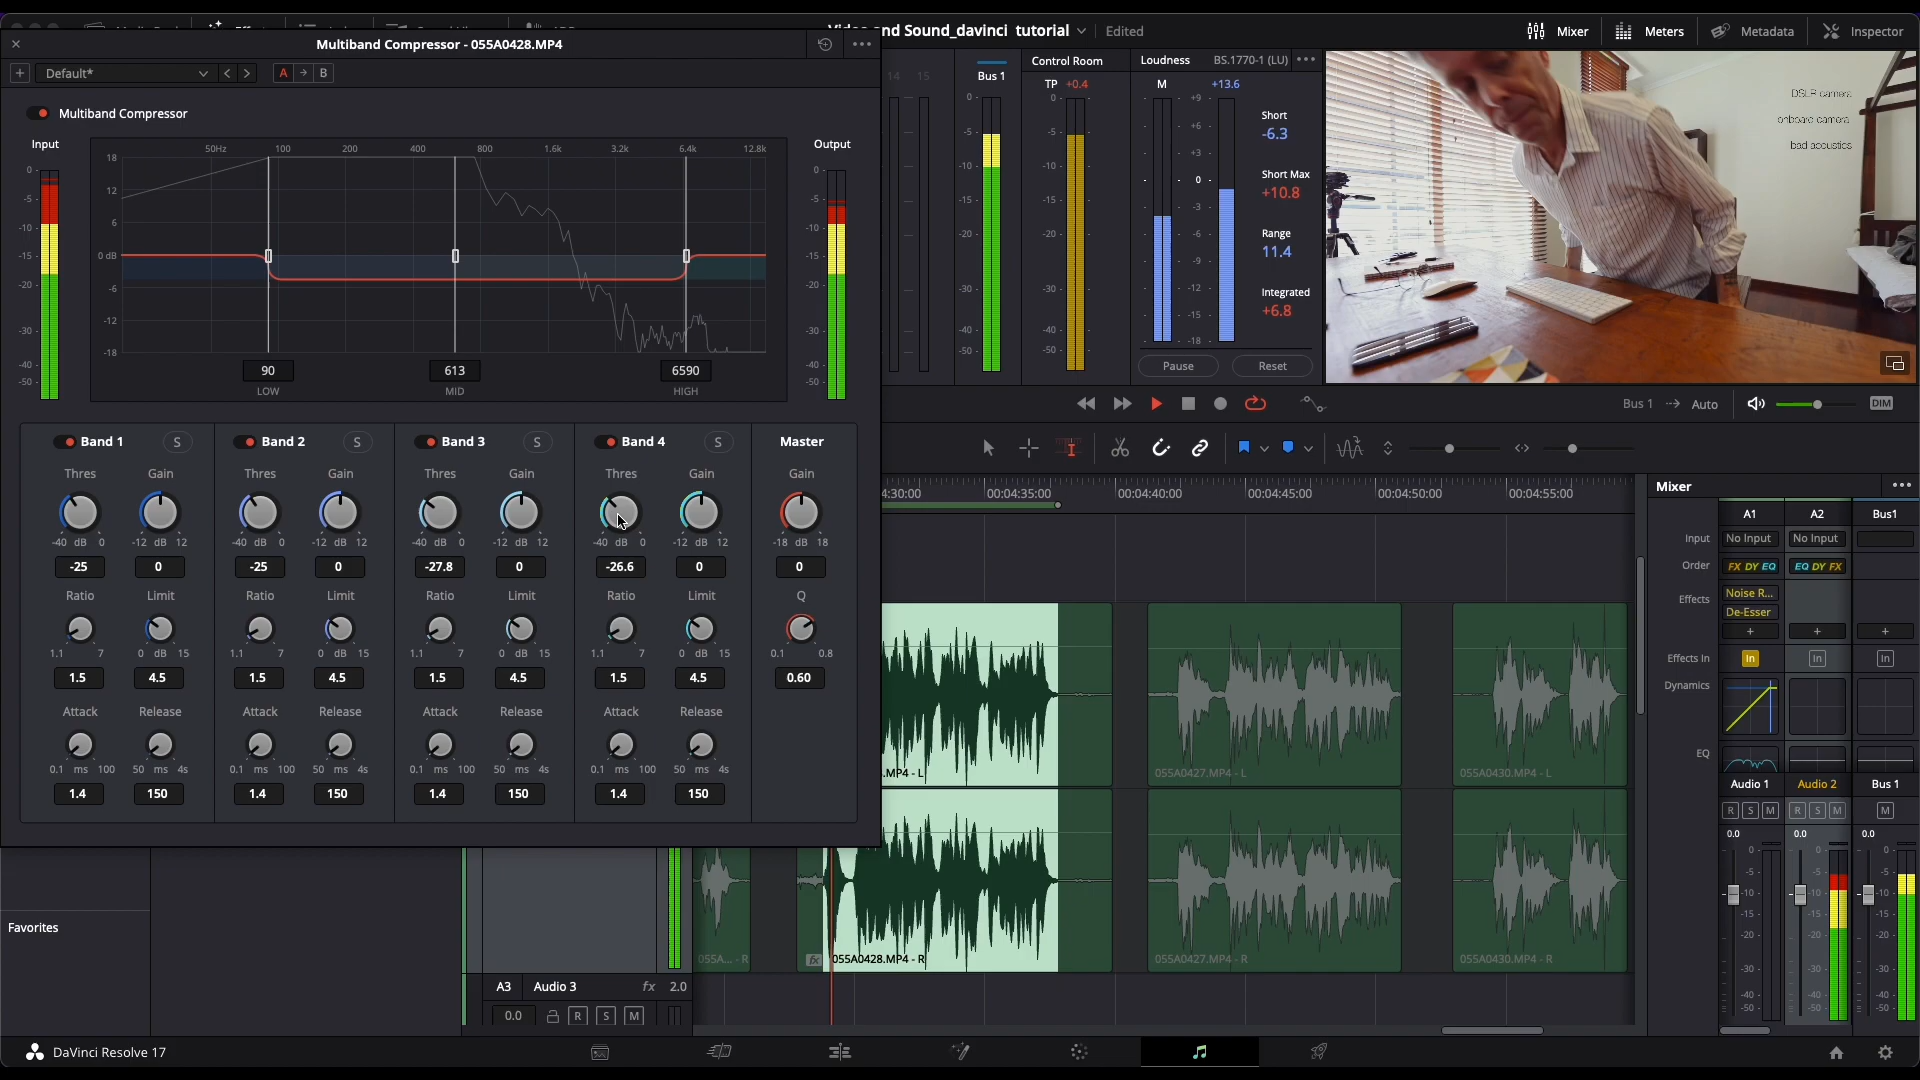 nd Sound_davinci tutorial
Edited
Mixer
Meters
Metadata
Inspector
Multiband Compressor - 055A0428.MP4
Default*
A
B
Multiband Compressor
Input
Output
50Hz 100 200 400 800 1.6k 3.2k 6.4k 12.8k
18
12
6
0 dB
-6
-12
-18
0
-5
-10
-15
-20
-30
-40
-50
0
-5
-10
-15
-20
-30
-40
-50
90 613 6590
LOW MID HIGH
Band 1 S
Band 2 S
Band 3 S
Band 4 S
Master
Thres Gain Thres Gain Thres Gain Thres Gain Gain
-40 dB 0 -12 dB 12 -40 dB 0 -12 dB 12 -40 dB 0 -12 dB 12 -40 dB 0 -12 dB 12 -18 dB 18
-25 0 -25 0 -27.8 0 -26.6 0 0
Ratio Limit Ratio Limit Ratio Limit Ratio Limit Q
1.1 7 0 dB 15 1.1 7 0 dB 15 1.1 7 0 dB 15 1.1 7 0 dB 15 0.1 0.8
1.5 4.5 1.5 4.5 1.5 4.5 1.5 4.5 0.60
Attack Release Attack Release Attack Release Attack Release
0.1 ms 100 50 ms 4s 0.1 ms 100 50 ms 4s 0.1 ms 100 50 ms 4s 0.1 ms 100 50 ms 4s
1.4 150 1.4 150 1.4 150 1.4 150
14 15
Bus 1
0
-5
-10
-15
-20
-30
-40
-50
Control Room
TP +0.4
0
-5
-10
-15
-20
-30
-40
-50
Loudness BS.1770-1 (LU)
M +13.6
+9
+6
+3
0
-3
-6
-9
-12
-15
-18
Short
-6.3
Short Max
+10.8
Range
11.4
Integrated
+6.8
Pause Reset
DSLR camera
onboard camera
bad acoustics
Bus 1 Auto
DIM
4:30:00 00:04:35:00 00:04:40:00 00:04:45:00 00:04:50:00 00:04:55:00
.MP4 - L
055A0427.MP4 - L
055A0430.MP4 - L
055A... - R
fx 055A0428.MP4 - R
055A0427.MP4 - R
055A0430.MP4 - R
Mixer
A1 A2 Bus1
Input No Input No Input
Order FX DY EQ EQ DY FX
Effects Noise R...
De-Esser
+ + +
Effects In In In In
Dynamics
EQ
Audio 1 Audio 2 Bus 1
R S M R S M M
0.0 0.0 0.0
0 0 0
-5 -5 -5
-10 -10 -10
-15 -15 -15
-20 -20 -20
-30 -30 -30
-40 -40 -40
-50 -50 -50
Favorites
A3 Audio 3 fx 2.0
0.0 R S M
DaVinci Resolve 17